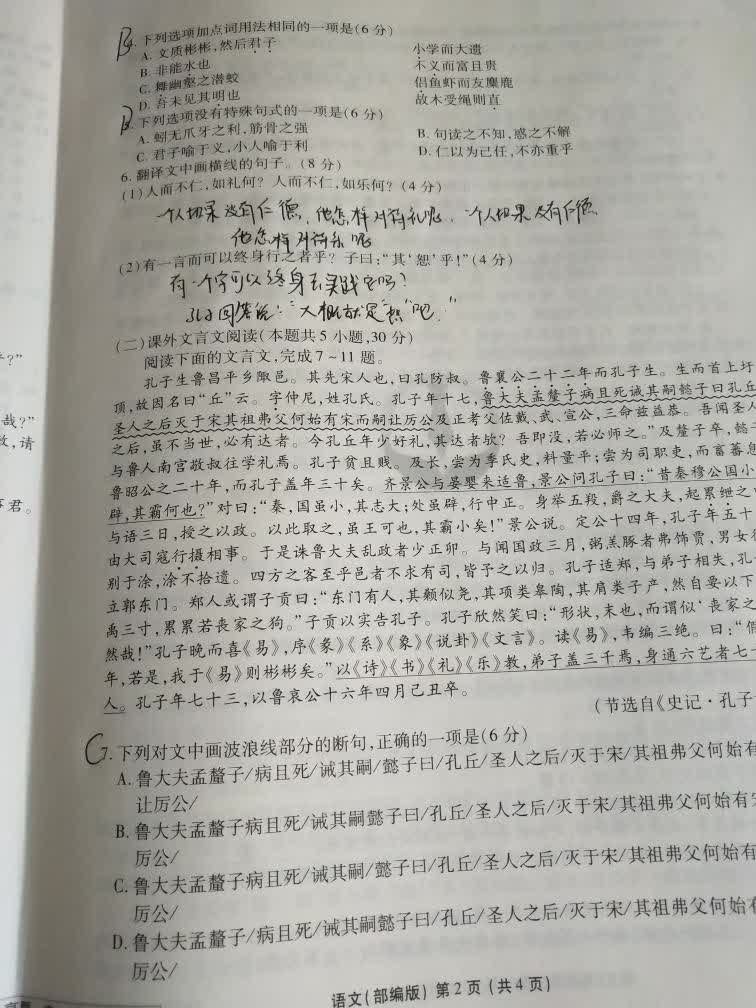 B
4. 下列选项加点词用法相同的一项是(6分)
A. 文质彬彬,然后君子 小学而大遗
B. 非能水也 不义而富且贵
C. 舞幽壑之潜蛟 侣鱼虾而友麋鹿
D. 吾未见其明也 故木受绳则直
下列选项没有特殊句式的一项是(6分)
A. 蚓无爪牙之利,筋骨之强 B. 句读之不知,惑之不解
C. 君子喻于义,小人喻于利 D. 仁以为己任,不亦重乎
6. 翻译文中画横线的句子。(8分)
(1)人而不仁,如礼何?人而不仁,如乐何?(4分)
一个人如果没有仁德,他怎样对待礼呢.一个人如果没有仁德
他怎样对待乐呢
(2)有一言而可以终身行之者乎?子曰:“其‘恕’乎!”(4分)
有一个字可以终身去实践它吗?
孔子回答说:“大概就是“恕”吧.”
(二)课外文言文阅读(本题共5小题,30分)
阅读下面的文言文,完成7~11题。
孔子生鲁昌平乡陬邑。其先宋人也,曰孔防叔。鲁襄公二十二年而孔子生。生而首上圩
顶,故因名曰“丘”云。字仲尼,姓孔氏。孔子年十七,鲁大夫孟釐子病且死诫其嗣懿子曰孔丘
圣人之后灭于宋其祖弗父何始有宋而嗣让厉公及正考父佐戴、武、宣公,三命兹益恭。吾闻圣人
之后,虽不当世,必有达者。今孔丘年少好礼,其达者欤?吾即没,若必师之。”及釐子卒,懿子
与鲁人南宫敬叔往学礼焉。孔子贫且贱。及长,尝为季氏史,料量平;尝为司职吏,而畜蕃息
鲁昭公之二十年,而孔子盖年三十矣。齐景公与晏婴来适鲁,景公问孔子曰:“昔秦穆公国小
辟,其霸何也?”对曰:“秦,国虽小,其志大;处虽辟,行中正。身举五羖,爵之大夫,起累绁之
与语三日,授之以政。以此取之,虽王可也,其霸小矣!”景公说。定公十四年,孔子年五十
由大司寇行摄相事。于是诛鲁大夫乱政者少正卯。与闻国政三月,粥羔豚者弗饰贾,男女行
别于涂,涂不拾遗。四方之客至乎邑者不求有司,皆予之以归。孔子适郑,与弟子相失,孔
立郭东门。郑人或谓子贡曰:“东门有人,其颡似尧,其项类皋陶,其肩类子产,然自要以下
禹三寸,累累若丧家之狗。”子贡以实告孔子。孔子欣然笑曰:“形状,末也,而谓似‘丧家之
然哉!”孔子晚而喜《易》,序《彖》《系》《象》《说卦》《文言》。读《易》,韦编三绝。曰:“假
年,若是,我于《易》则彬彬矣。”以《诗》《书》《礼》《乐》教,弟子盖三千焉,身通六艺者七十
人。孔子年七十三,以鲁哀公十六年四月己丑卒。
(节选自《史记·孔子
C
. 下列对文中画波浪线部分的断句,正确的一项是(6分)
A. 鲁大夫孟釐子/病且死/诫其嗣/懿子曰/孔丘/圣人之后/灭于宋/其祖弗父何始有
让厉公/
B. 鲁大夫孟釐子病且死/诫其嗣懿子曰/孔丘/圣人之后/灭于宋/其祖弗父何始有宋
厉公/
C. 鲁大夫孟釐子病且死/诫其嗣/懿子曰/孔丘/圣人之后/灭于宋/其祖弗父何始有
厉公/
D. 鲁大夫孟釐子/病且死/诫其嗣懿子曰/孔丘/圣人之后/灭于宋/其祖弗父何始有
厉公/
语文(部编版) 第2页(共4页)
?”
哉?”
,请
君。